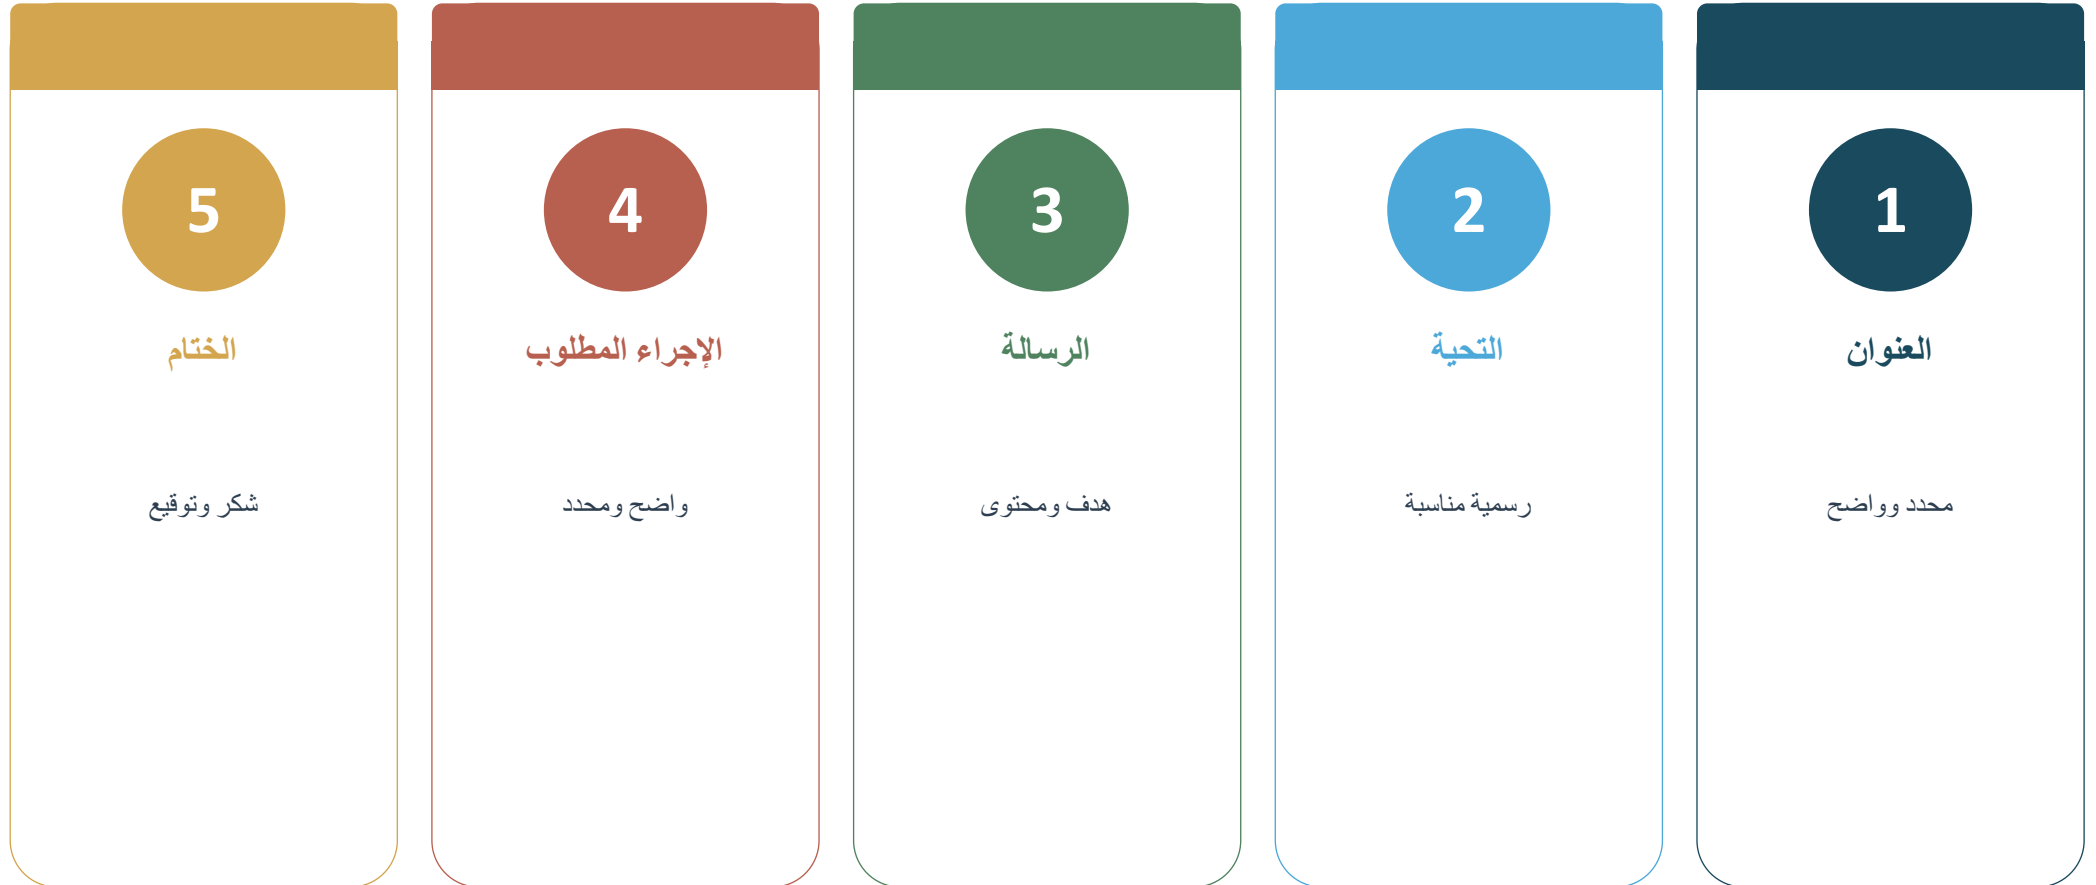 1
العنوان
محدد وواضح
2
التحية
رسمية مناسبة
3
الرسالة
هدف ومحتوى
4
الإجراء المطلوب
واضح ومحدد
5
الختام
شكر وتوقيع